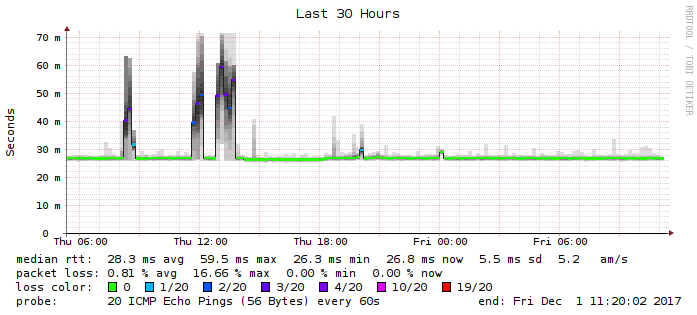 Last 30 Hours
RRDTOOL / TOBI OETIKER
Seconds
70 m
60 m
50 m
40 m
30 m
20 m
10 m
0
Thu 06:00 Thu 12:00 Thu 18:00 Fri 00:00 Fri 06:00
median rtt: 28.3 ms avg 59.5 ms max 26.3 ms min 26.8 ms now 5.5 ms sd 5.2 am/s
packet loss: 0.81 % avg 16.66 % max 0.00 % min 0.00 % now
loss color: 0 1/20 2/20 3/20 4/20 10/20 19/20
probe: 20 ICMP Echo Pings (56 Bytes) every 60s end: Fri Dec 1 11:20:02 2017